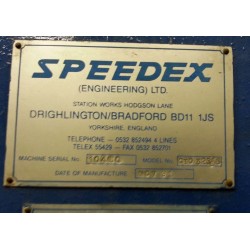 SPEEDEX
(ENGINEERING) LTD.
STATION WORKS HODGSON LANE
DRIGHLINGTON/BRADFORD BD11 1JS
YORKSHIRE, ENGLAND
TELEPHONE — 0532 852494 4 LINES
TELEX 55429 — FAX 0532 852701
MACHINE SERIAL No.
MODEL No.
DATE OF MANUFACTURE